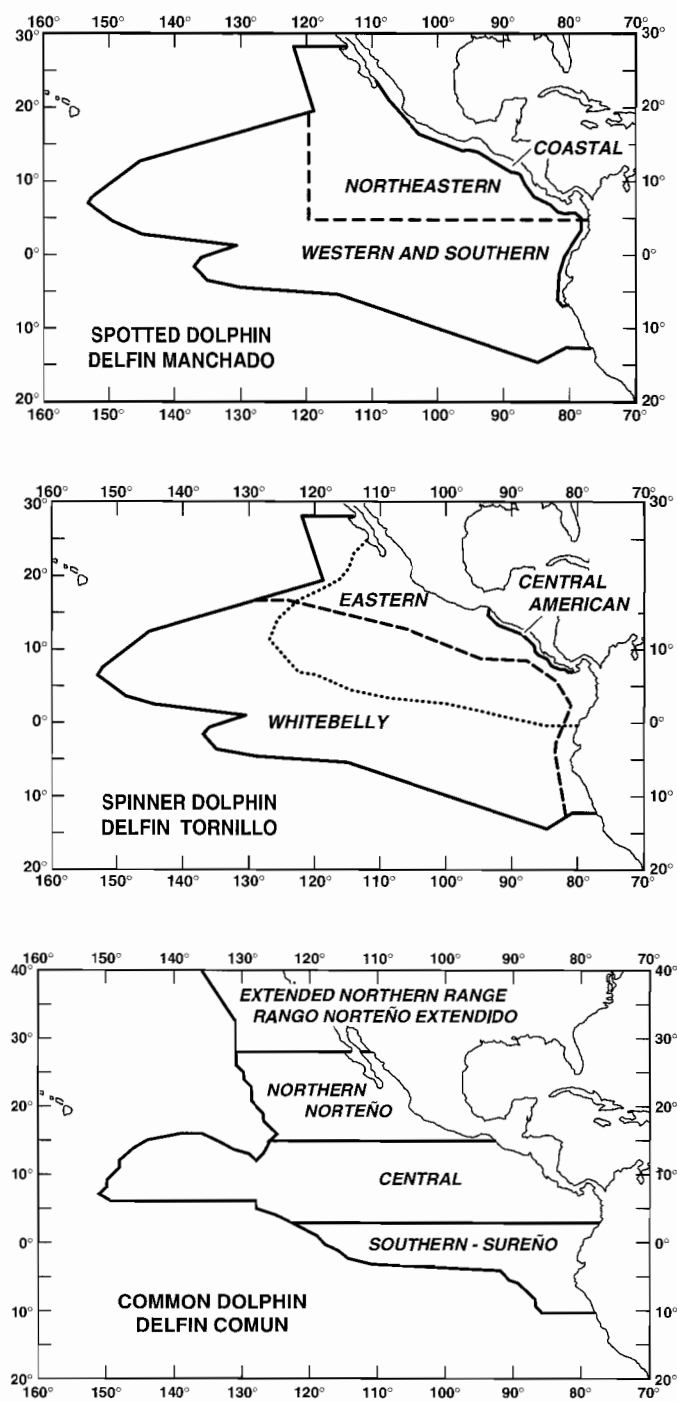 160° 150° 140° 130° 120° 110° 100° 90° 80° 70°
30° 30°
20° 20°
COASTAL
10° 10°
NORTHEASTERN
0° 0°
WESTERN AND SOUTHERN
10° 10°
SPOTTED DOLPHIN
DELFIN MANCHADO
20° 20°
160° 150° 140° 130° 120° 110° 100° 90° 80° 70°
160° 150° 140° 130° 120° 110° 100° 90° 80° 70°
30° 30°
20° 20°
CENTRAL
AMERICAN
EASTERN
10° 10°
0° 0°
WHITEBELLY
10° 10°
SPINNER DOLPHIN
DELFIN TORNILLO
20° 20°
160° 150° 140° 130° 120° 110° 100° 90° 80° 70°
160° 150° 140° 130° 120° 110° 100° 90° 80° 70°
40° 40°
EXTENDED NORTHERN RANGE
RANGO NORTEÑO EXTENDIDO
30° 30°
NORTHERN
NORTEÑO
20° 20°
10° 10°
CENTRAL
0° 0°
SOUTHERN - SUREÑO
COMMON DOLPHIN
DELFIN COMUN
10° 10°
20° 20°
160° 150° 140° 130° 120° 110° 100° 90° 80° 70°